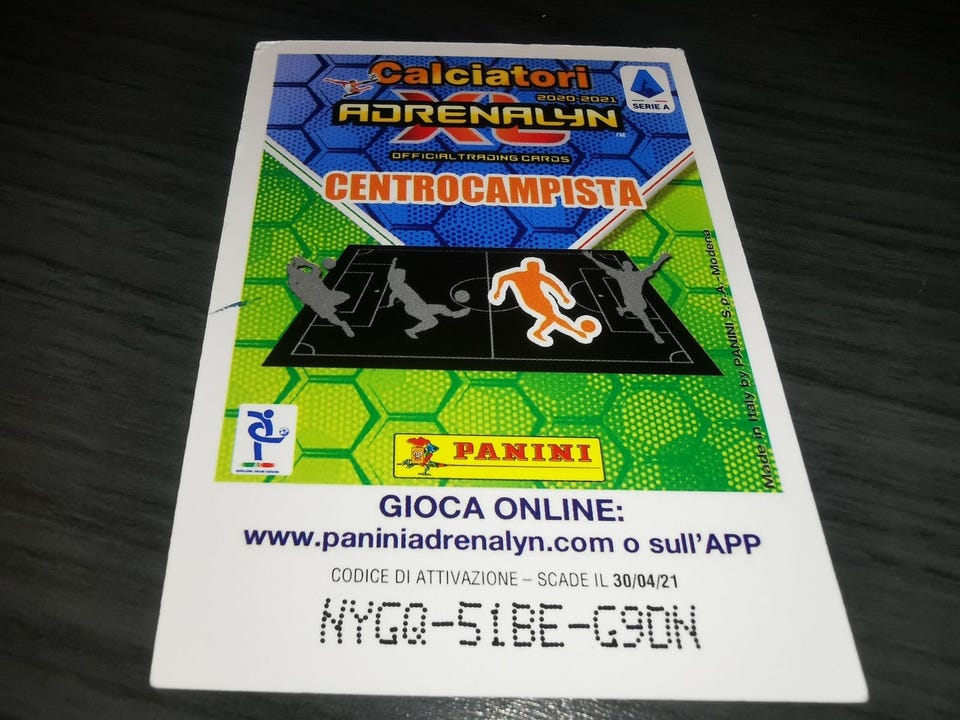 Calciatori
2020-2021
ADRENALYN
XL
TM
OFFICIAL TRADING CARDS
SERIE A
CENTROCAMPISTA
Made in Italy by PANINI S.p.A.-Modena
PANINI
GIOCA ONLINE:
www.paniniadrenalyn.com o sull'APP
CODICE DI ATTIVAZIONE – SCADE IL 30/04/21
NYGQ-51BE-G9DN